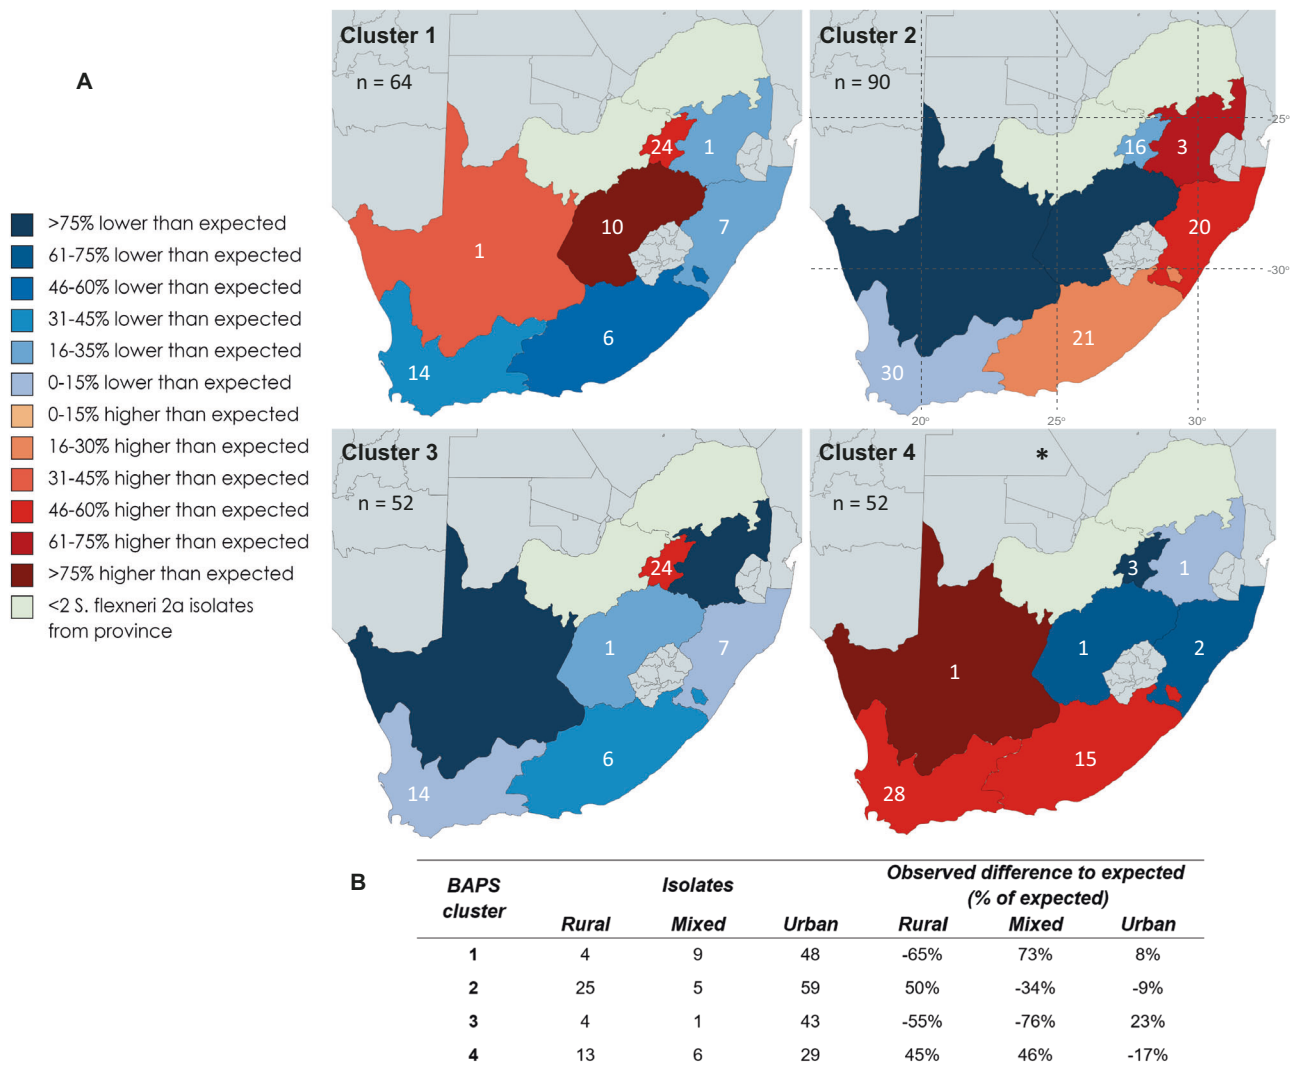 A
>75% lower than expected
61-75% lower than expected
46-60% lower than expected
31-45% lower than expected
16-35% lower than expected
0-15% lower than expected
0-15% higher than expected
16-30% higher than expected
31-45% higher than expected
46-60% higher than expected
61-75% higher than expected
>75% higher than expected
<2 S. flexneri 2a isolates
from province
Cluster 1
n = 64
24
1
10
7
1
6
14
Cluster 2
n = 90
25°
16
3
20
30°
21
30
20°
25°
30°
Cluster 3
n = 52
24
1
7
6
14
Cluster 4
*
n = 52
3
1
1
2
1
15
28
B
BAPS cluster Isolates Observed difference to expected (% of expected)
Rural Mixed Urban Rural Mixed Urban
1 4 9 48 -65% 73% 8%
2 25 5 59 50% -34% -9%
3 4 1 43 -55% -76% 23%
4 13 6 29 45% 46% -17%